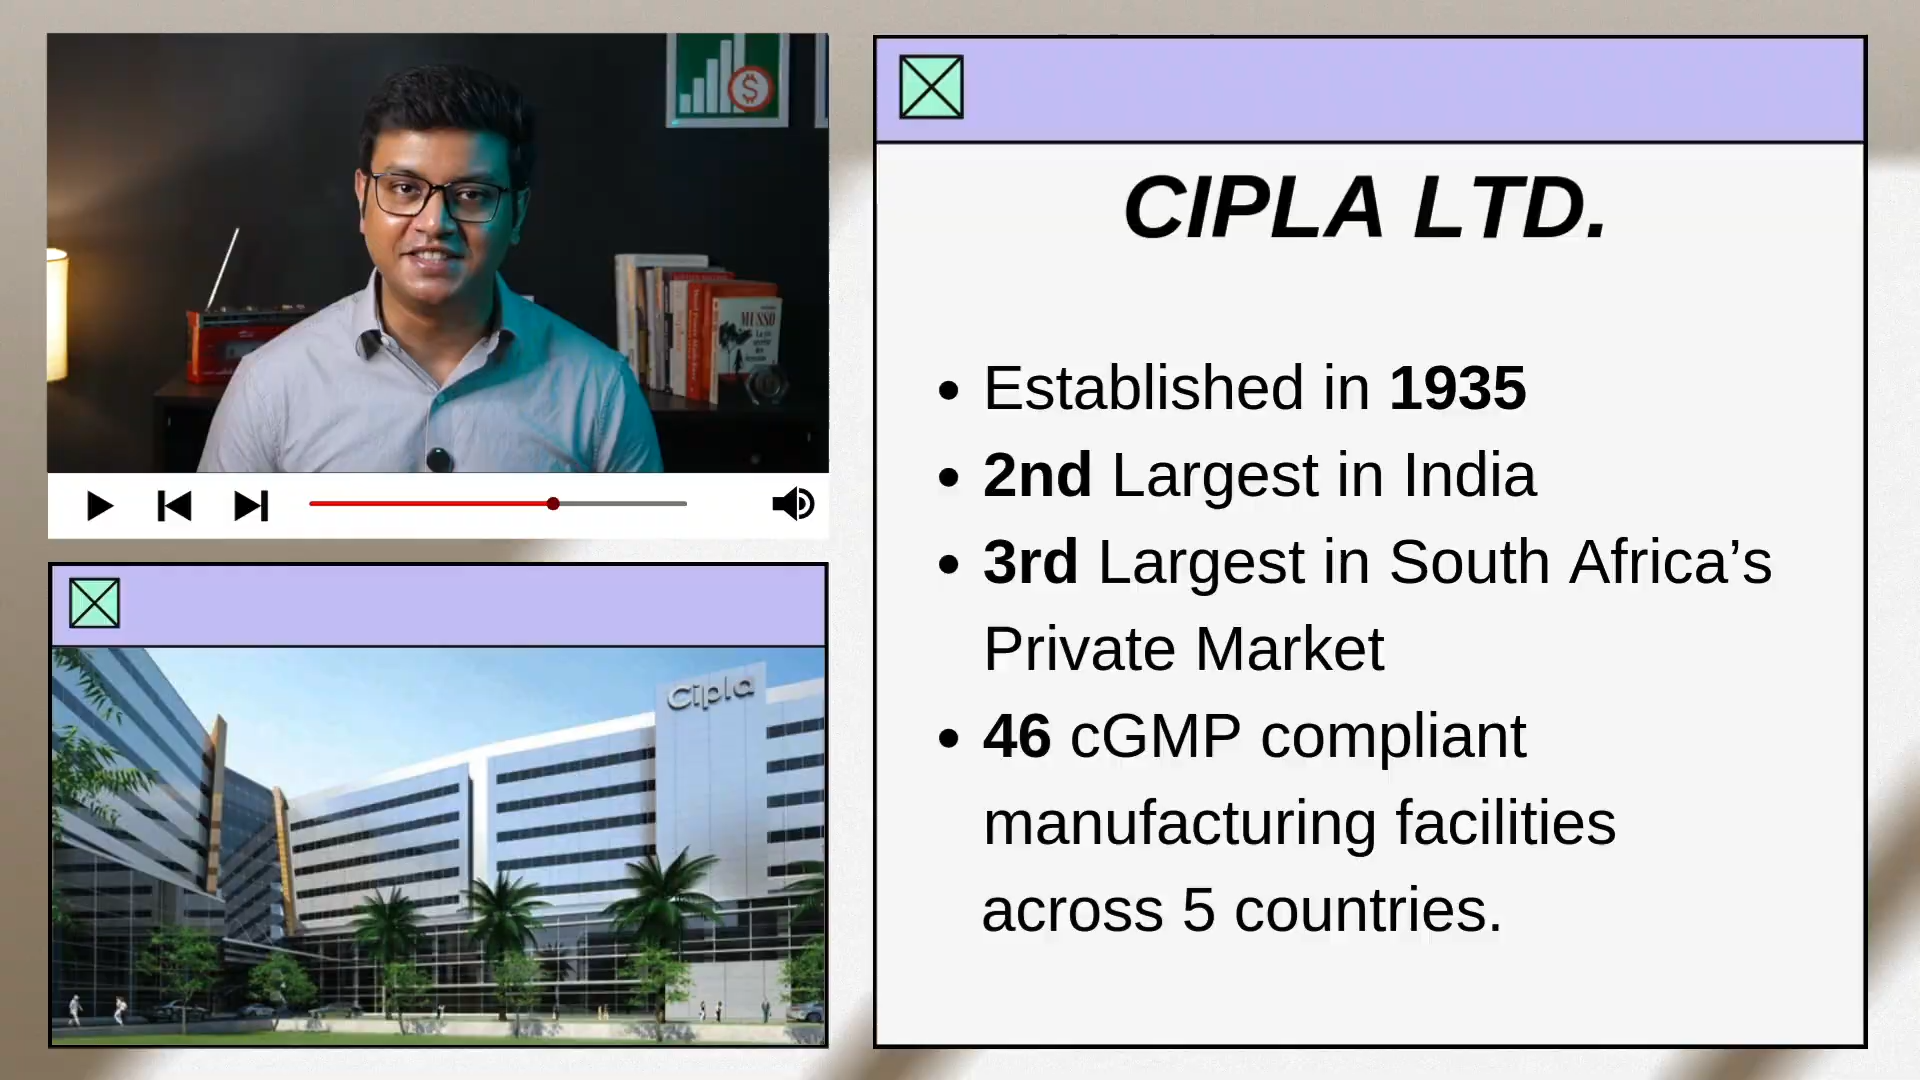 CIPLA LTD.
• Established in 1935
• 2nd Largest in India
• 3rd Largest in South Africa’s
Private Market
• 46 cGMP compliant
manufacturing facilities
across 5 countries.
$
MUSSO
Cipla